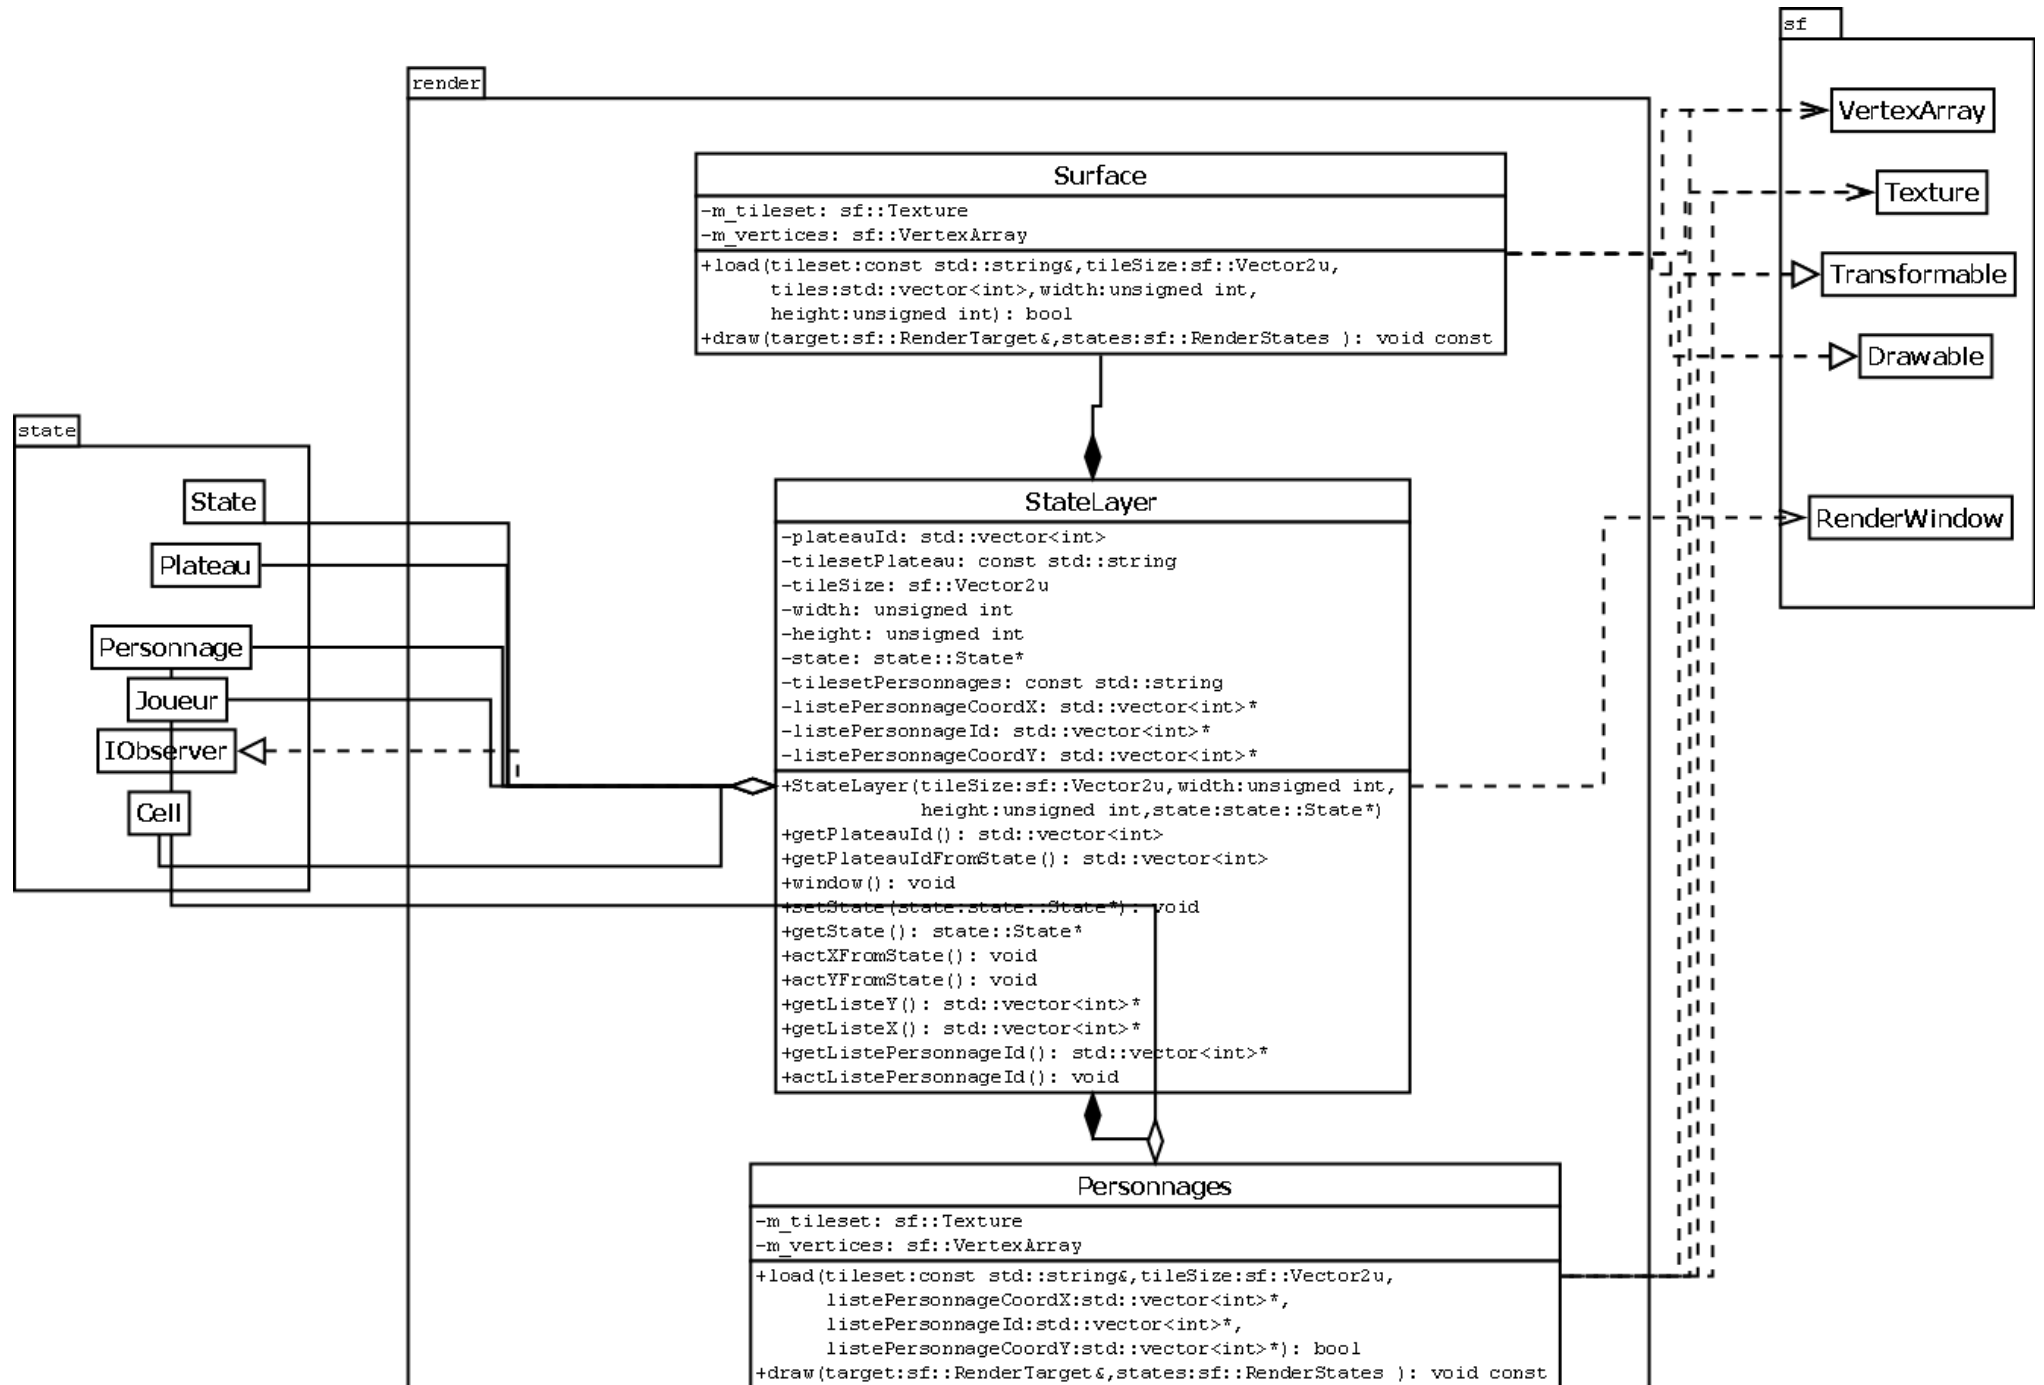 sf
VertexArray
Texture
Transformable
Drawable
RenderWindow
render
Surface
-m_tileset: sf::Texture
-m_vertices: sf::VertexArray
+load(tileset:const std::string&,tileSize:sf::Vector2u,
tiles:std::vector<int>,width:unsigned int,
height:unsigned int): bool
+draw(target:sf::RenderTarget&,states:sf::RenderStates ): void const
state
State
Plateau
Personnage
Joueur
IObserver
Cell
StateLayer
-plateauId: std::vector<int>
-tilesetPlateau: const std::string
-tileSize: sf::Vector2u
-width: unsigned int
-height: unsigned int
-state: state::State*
-tilesetPersonnages: const std::string
-listePersonnageCoordX: std::vector<int>*
-listePersonnageId: std::vector<int>*
-listePersonnageCoordY: std::vector<int>*
+StateLayer(tileSize:sf::Vector2u,width:unsigned int,
height:unsigned int,state:state::State*)
+getPlateauId(): std::vector<int>
+getPlateauIdFromState(): std::vector<int>
+window(): void
+setState(state:state::State*): void
+getState(): state::State*
+actXFromState(): void
+actYFromState(): void
+getListeY(): std::vector<int>*
+getListeX(): std::vector<int>*
+getListePersonnageId(): std::vector<int>*
+actListePersonnageId(): void
Personnages
-m_tileset: sf::Texture
-m_vertices: sf::VertexArray
+load(tileset:const std::string&,tileSize:sf::Vector2u,
listePersonnageCoordX:std::vector<int>*,
listePersonnageId:std::vector<int>*,
listePersonnageCoordY:std::vector<int>*): bool
+draw(target:sf::RenderTarget&,states:sf::RenderStates ): void const